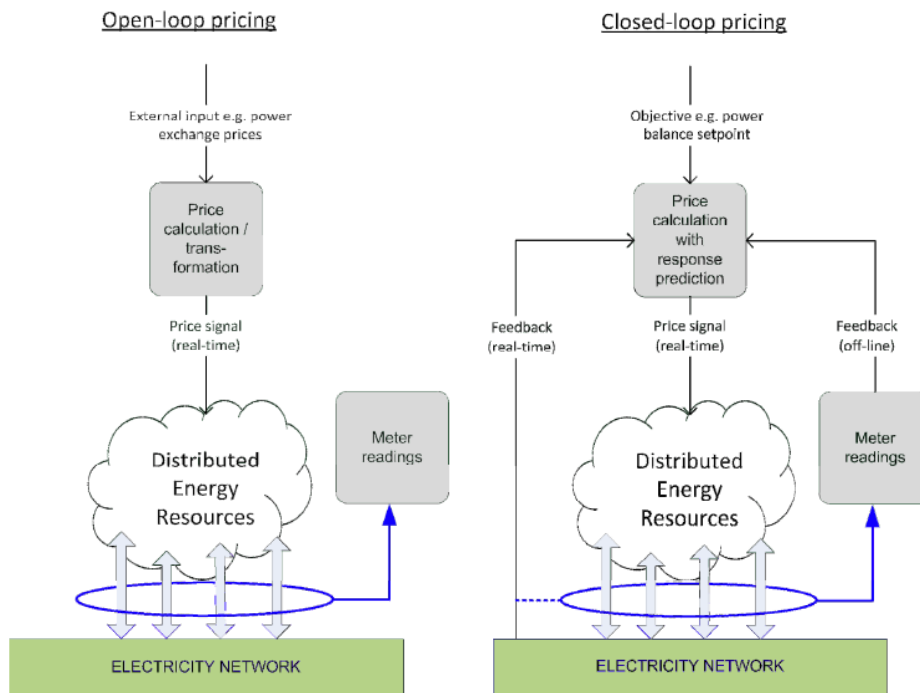 Open-loop pricing
External input e.g. power
exchange prices
Price
calculation /
trans-
formation
Price signal
(real-time)
Distributed
Energy
Resources
Meter
readings
ELECTRICITY NETWORK
Closed-loop pricing
Objective e.g. power
balance setpoint
Price
calculation
with
response
prediction
Feedback
(real-time)
Price signal
(real-time)
Feedback
(off-line)
Distributed
Energy
Resources
Meter
readings
ELECTRICITY NETWORK